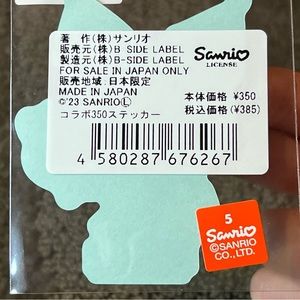 著　作(株)サンリオ
販売元(株)B-SIDE LABEL
製造元(株)B-SIDE LABEL
FOR SALE IN JAPAN ONLY
販売地域:日本限定
MADE IN JAPAN
©'23 SANRIOⓁ
コラボ350ステッカー
Sanrio
LICENSE
本体価格 ¥350
税込価格(¥385)
4 580287 676267
5
Sanrio
©SANRIO
CO., LTD.